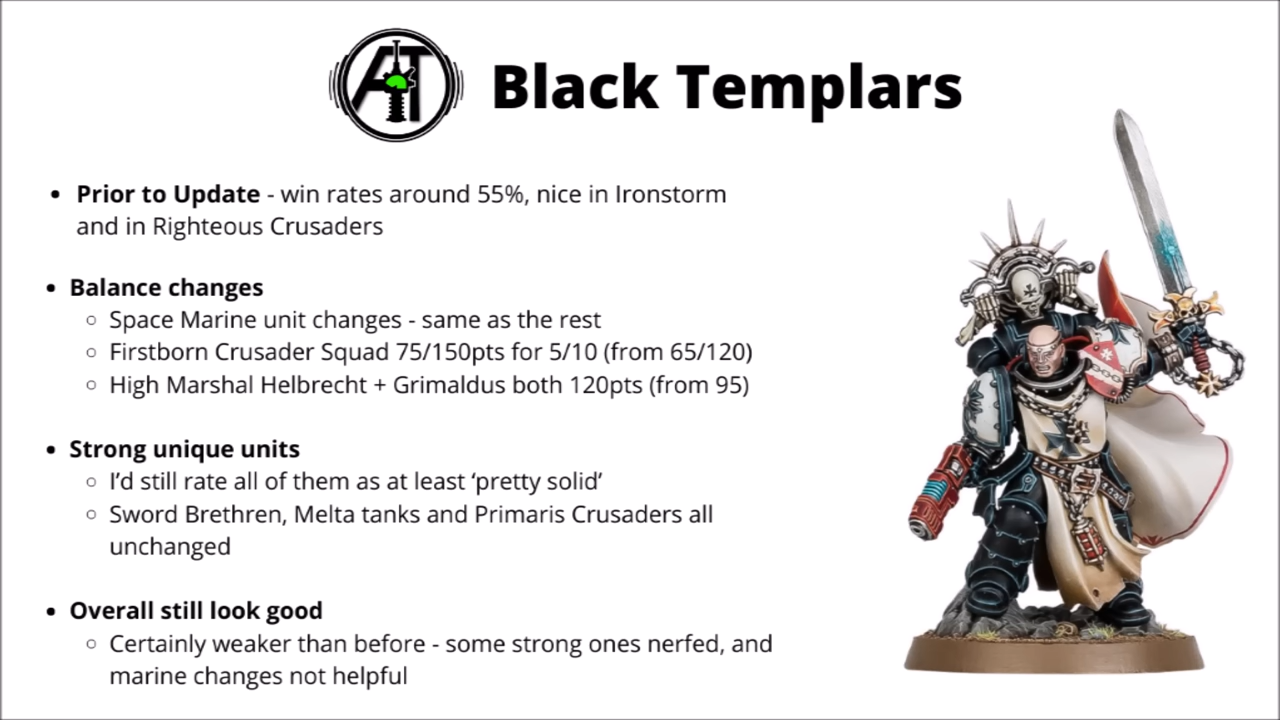 AT
Black Templars
• Prior to Update - win rates around 55%, nice in Ironstorm
and in Righteous Crusaders
• Balance changes
○ Space Marine unit changes - same as the rest
○ Firstborn Crusader Squad 75/150pts for 5/10 (from 65/120)
○ High Marshal Helbrecht + Grimaldus both 120pts (from 95)
• Strong unique units
○ I’d still rate all of them as at least ‘pretty solid’
○ Sword Brethren, Melta tanks and Primaris Crusaders all
unchanged
• Overall still look good
○ Certainly weaker than before - some strong ones nerfed, and
marine changes not helpful